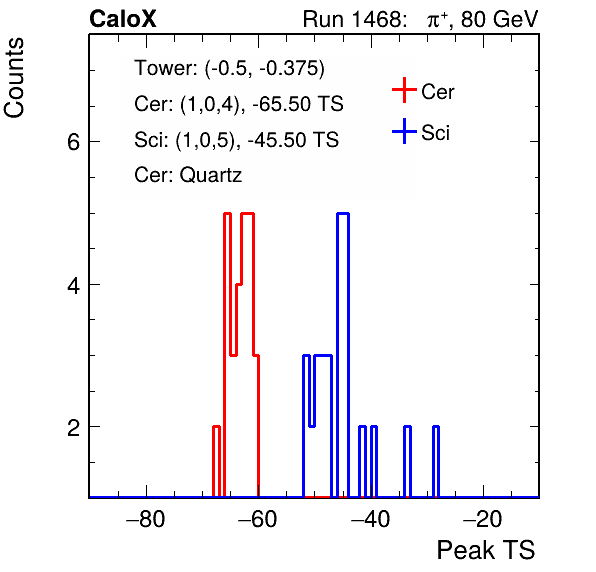 CaloX Run 1468: π⁺, 80 GeV
Counts
Tower: (-0.5, -0.375)
Cer: (1,0,4), -65.50 TS
Sci: (1,0,5), -45.50 TS
Cer: Quartz
Cer
Sci
6
4
2
−80 −60 −40 −20
Peak TS